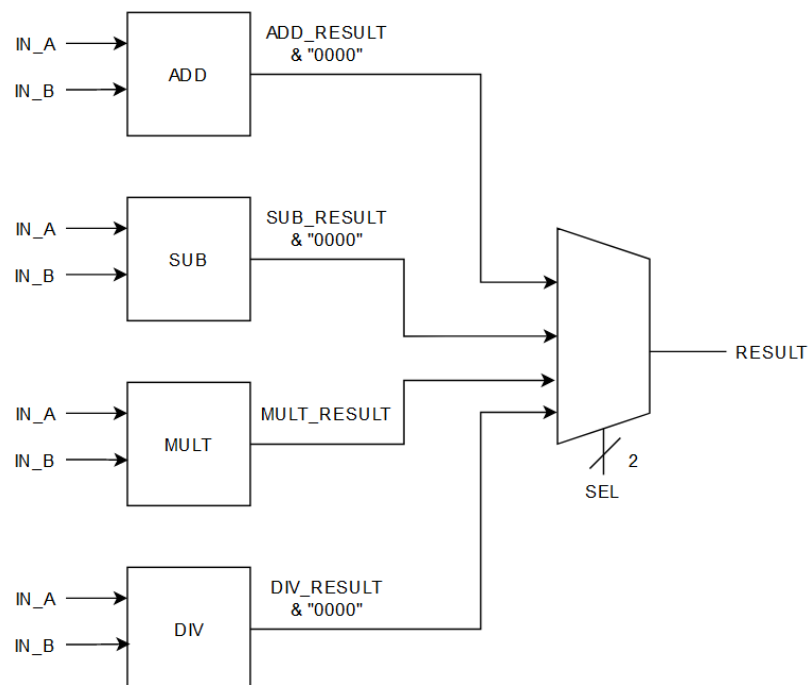 IN_A
IN_B
ADD
ADD_RESULT
& "0000"
IN_A
IN_B
SUB
SUB_RESULT
& "0000"
IN_A
IN_B
MULT
MULT_RESULT
IN_A
IN_B
DIV
DIV_RESULT
& "0000"
RESULT
2
SEL